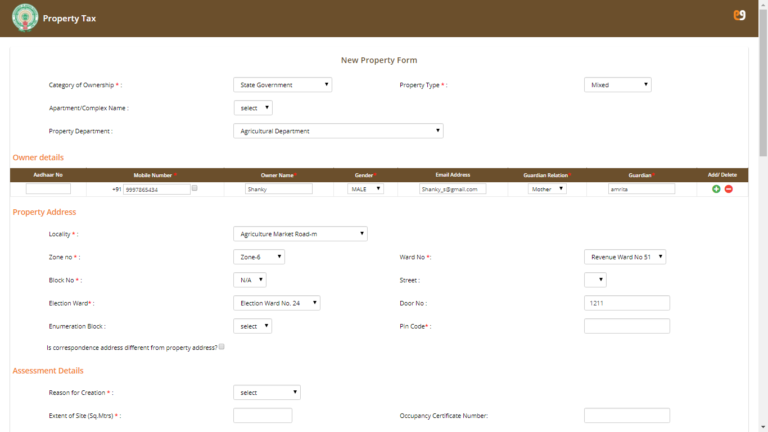 Property Tax
e9
New Property Form
Category of Ownership * : State Government Property Type * : Mixed
Apartment/Complex Name : select
Property Department : Agricultural Department
Owner details
Aadhaar No Mobile Number* Owner Name* Gender* Email Address Guardian Relation* Guardian* Add/ Delete
+91 9997865434 Shanky MALE Shanky_s@gmail.com Mother amrita
Property Address
Locality * : Agriculture Market Road-m
Zone no * : Zone-6 Ward No *: Revenue Ward No 51
Block No * : N/A Street :
Election Ward* : Election Ward No. 24 Door No : 1211
Enumeration Block : select Pin Code* :
Is correspondence address different from property address?
Assessment Details
Reason for Creation * : select
Extent of Site (Sq.Mtrs) * : Occupancy Certificate Number: